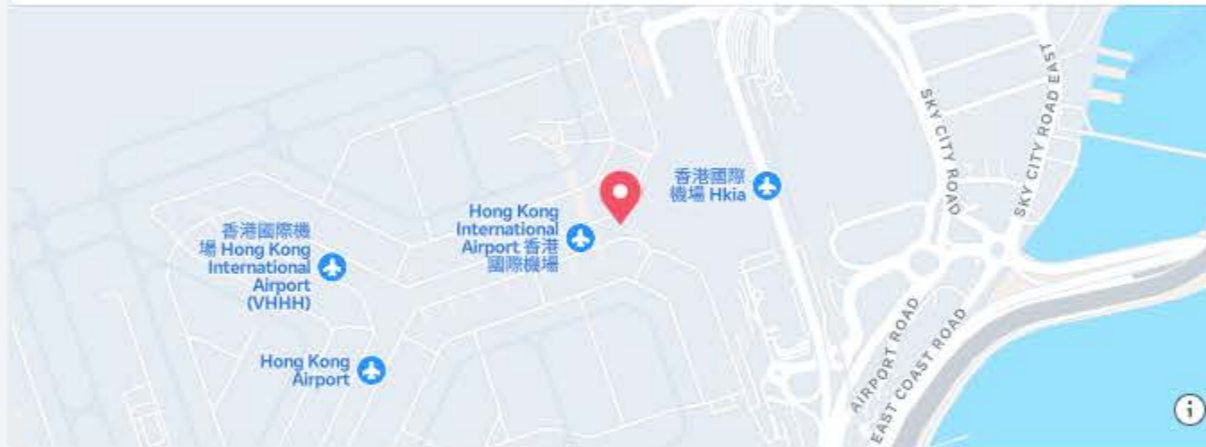 SKY CITY ROAD
SKY CITY ROAD EAST
香港國際
機場 Hkia
Hong Kong
International
Airport 香港
國際機場
香港國際機
場 Hong Kong
International
Airport
(VHHH)
Hong Kong
Airport
AIRPORT ROAD
EAST COAST ROAD
i